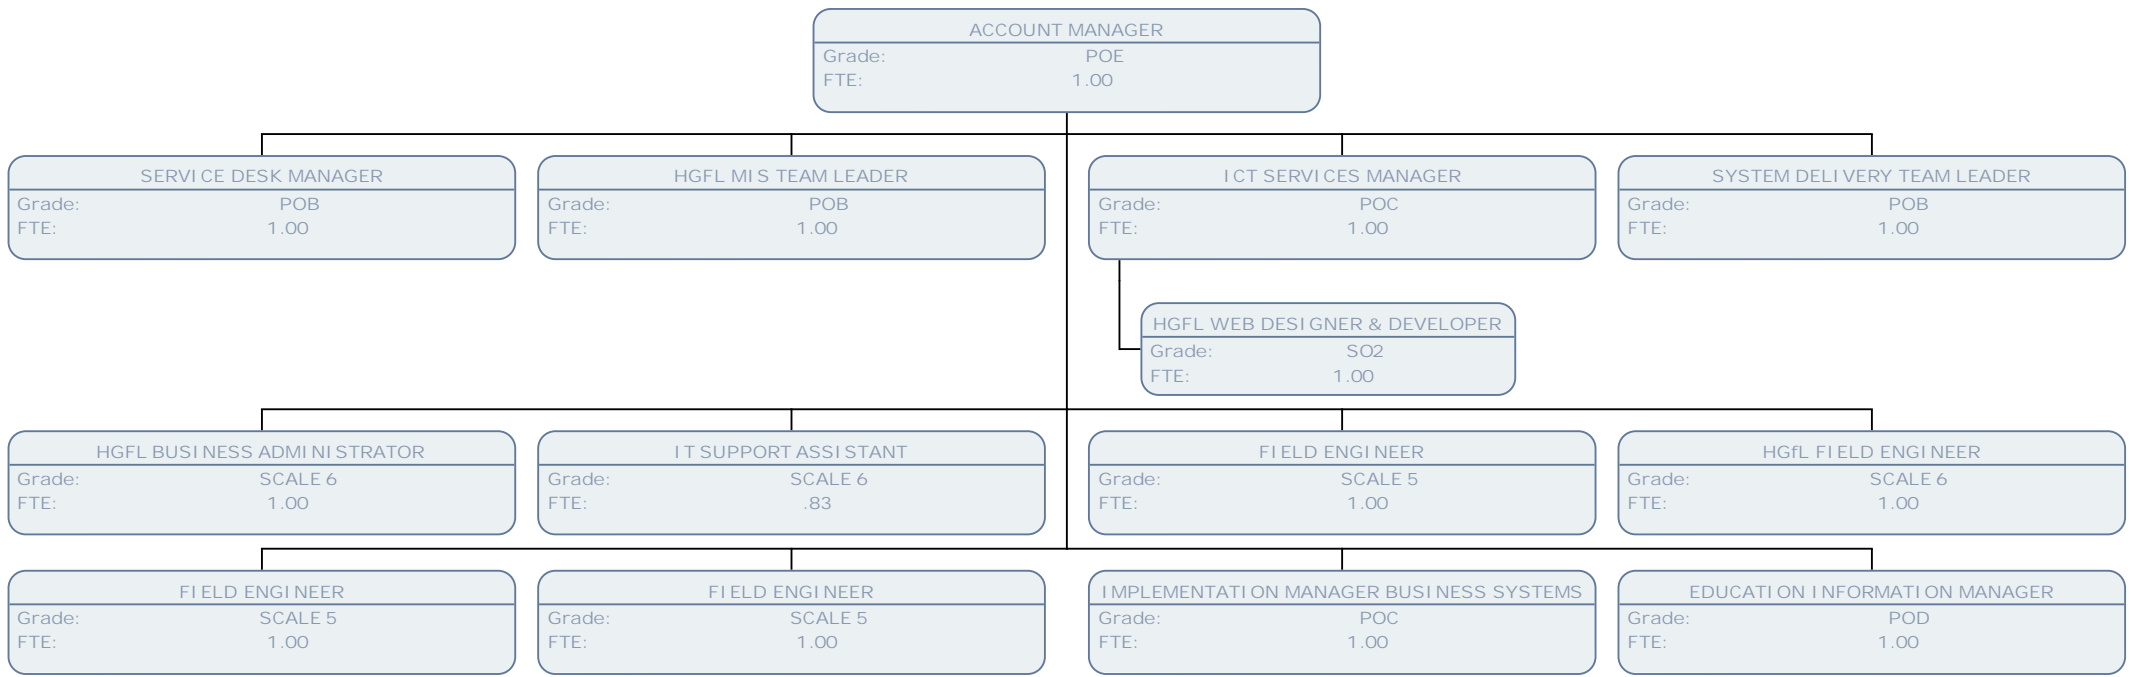 ACCOUNT MANAGER
Grade: POE
FTE: 1.00
SERVICE DESK MANAGER
Grade: POB
FTE: 1.00
HGFL MIS TEAM LEADER
Grade: POB
FTE: 1.00
ICT SERVICES MANAGER
Grade: POC
FTE: 1.00
SYSTEM DELIVERY TEAM LEADER
Grade: POB
FTE: 1.00
HGFL WEB DESIGNER & DEVELOPER
Grade: SO2
FTE: 1.00
HGFL BUSINESS ADMINISTRATOR
Grade: SCALE 6
FTE: 1.00
IT SUPPORT ASSISTANT
Grade: SCALE 6
FTE: .83
FIELD ENGINEER
Grade: SCALE 5
FTE: 1.00
HGfL FIELD ENGINEER
Grade: SCALE 6
FTE: 1.00
FIELD ENGINEER
Grade: SCALE 5
FTE: 1.00
FIELD ENGINEER
Grade: SCALE 5
FTE: 1.00
IMPLEMENTATION MANAGER BUSINESS SYSTEMS
Grade: POC
FTE: 1.00
EDUCATION INFORMATION MANAGER
Grade: POD
FTE: 1.00